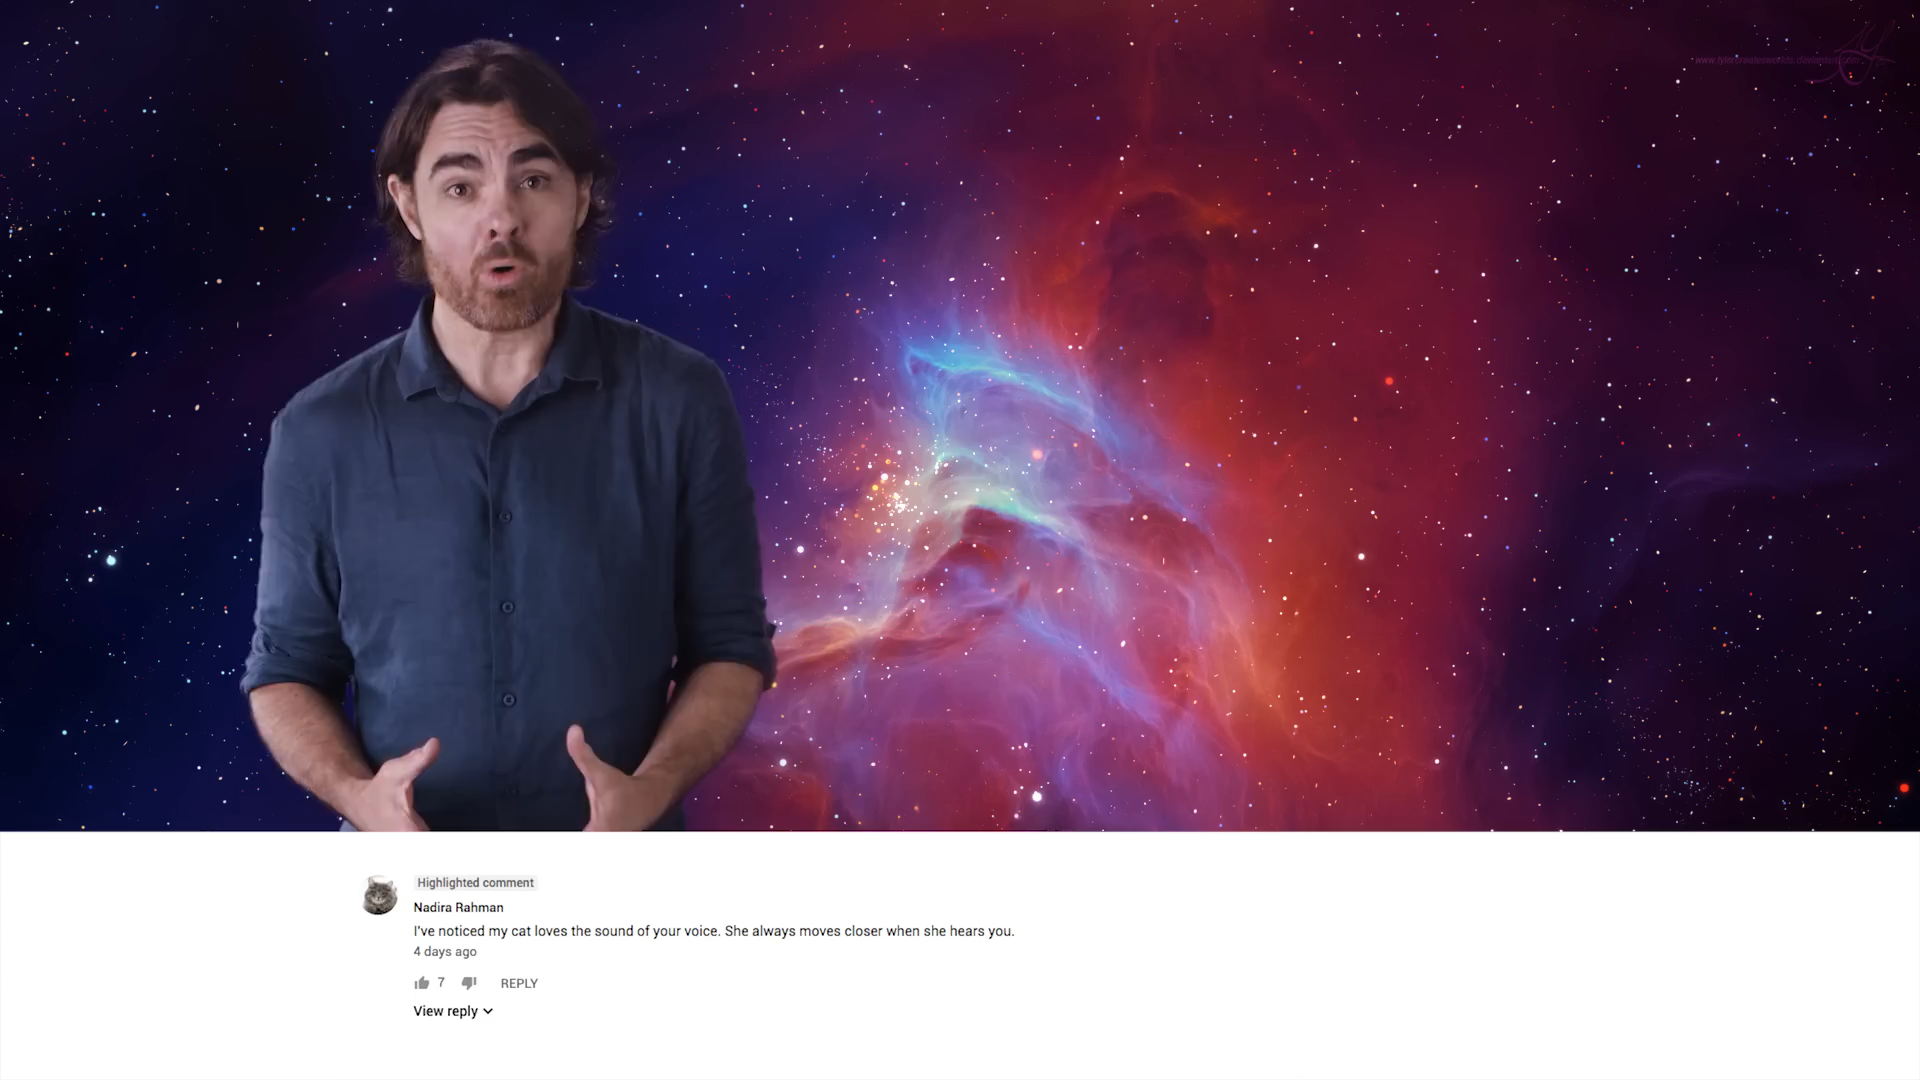 Highlighted comment
Nadira Rahman
I've noticed my cat loves the sound of your voice. She always moves closer when she hears you.
4 days ago
7 REPLY
View reply